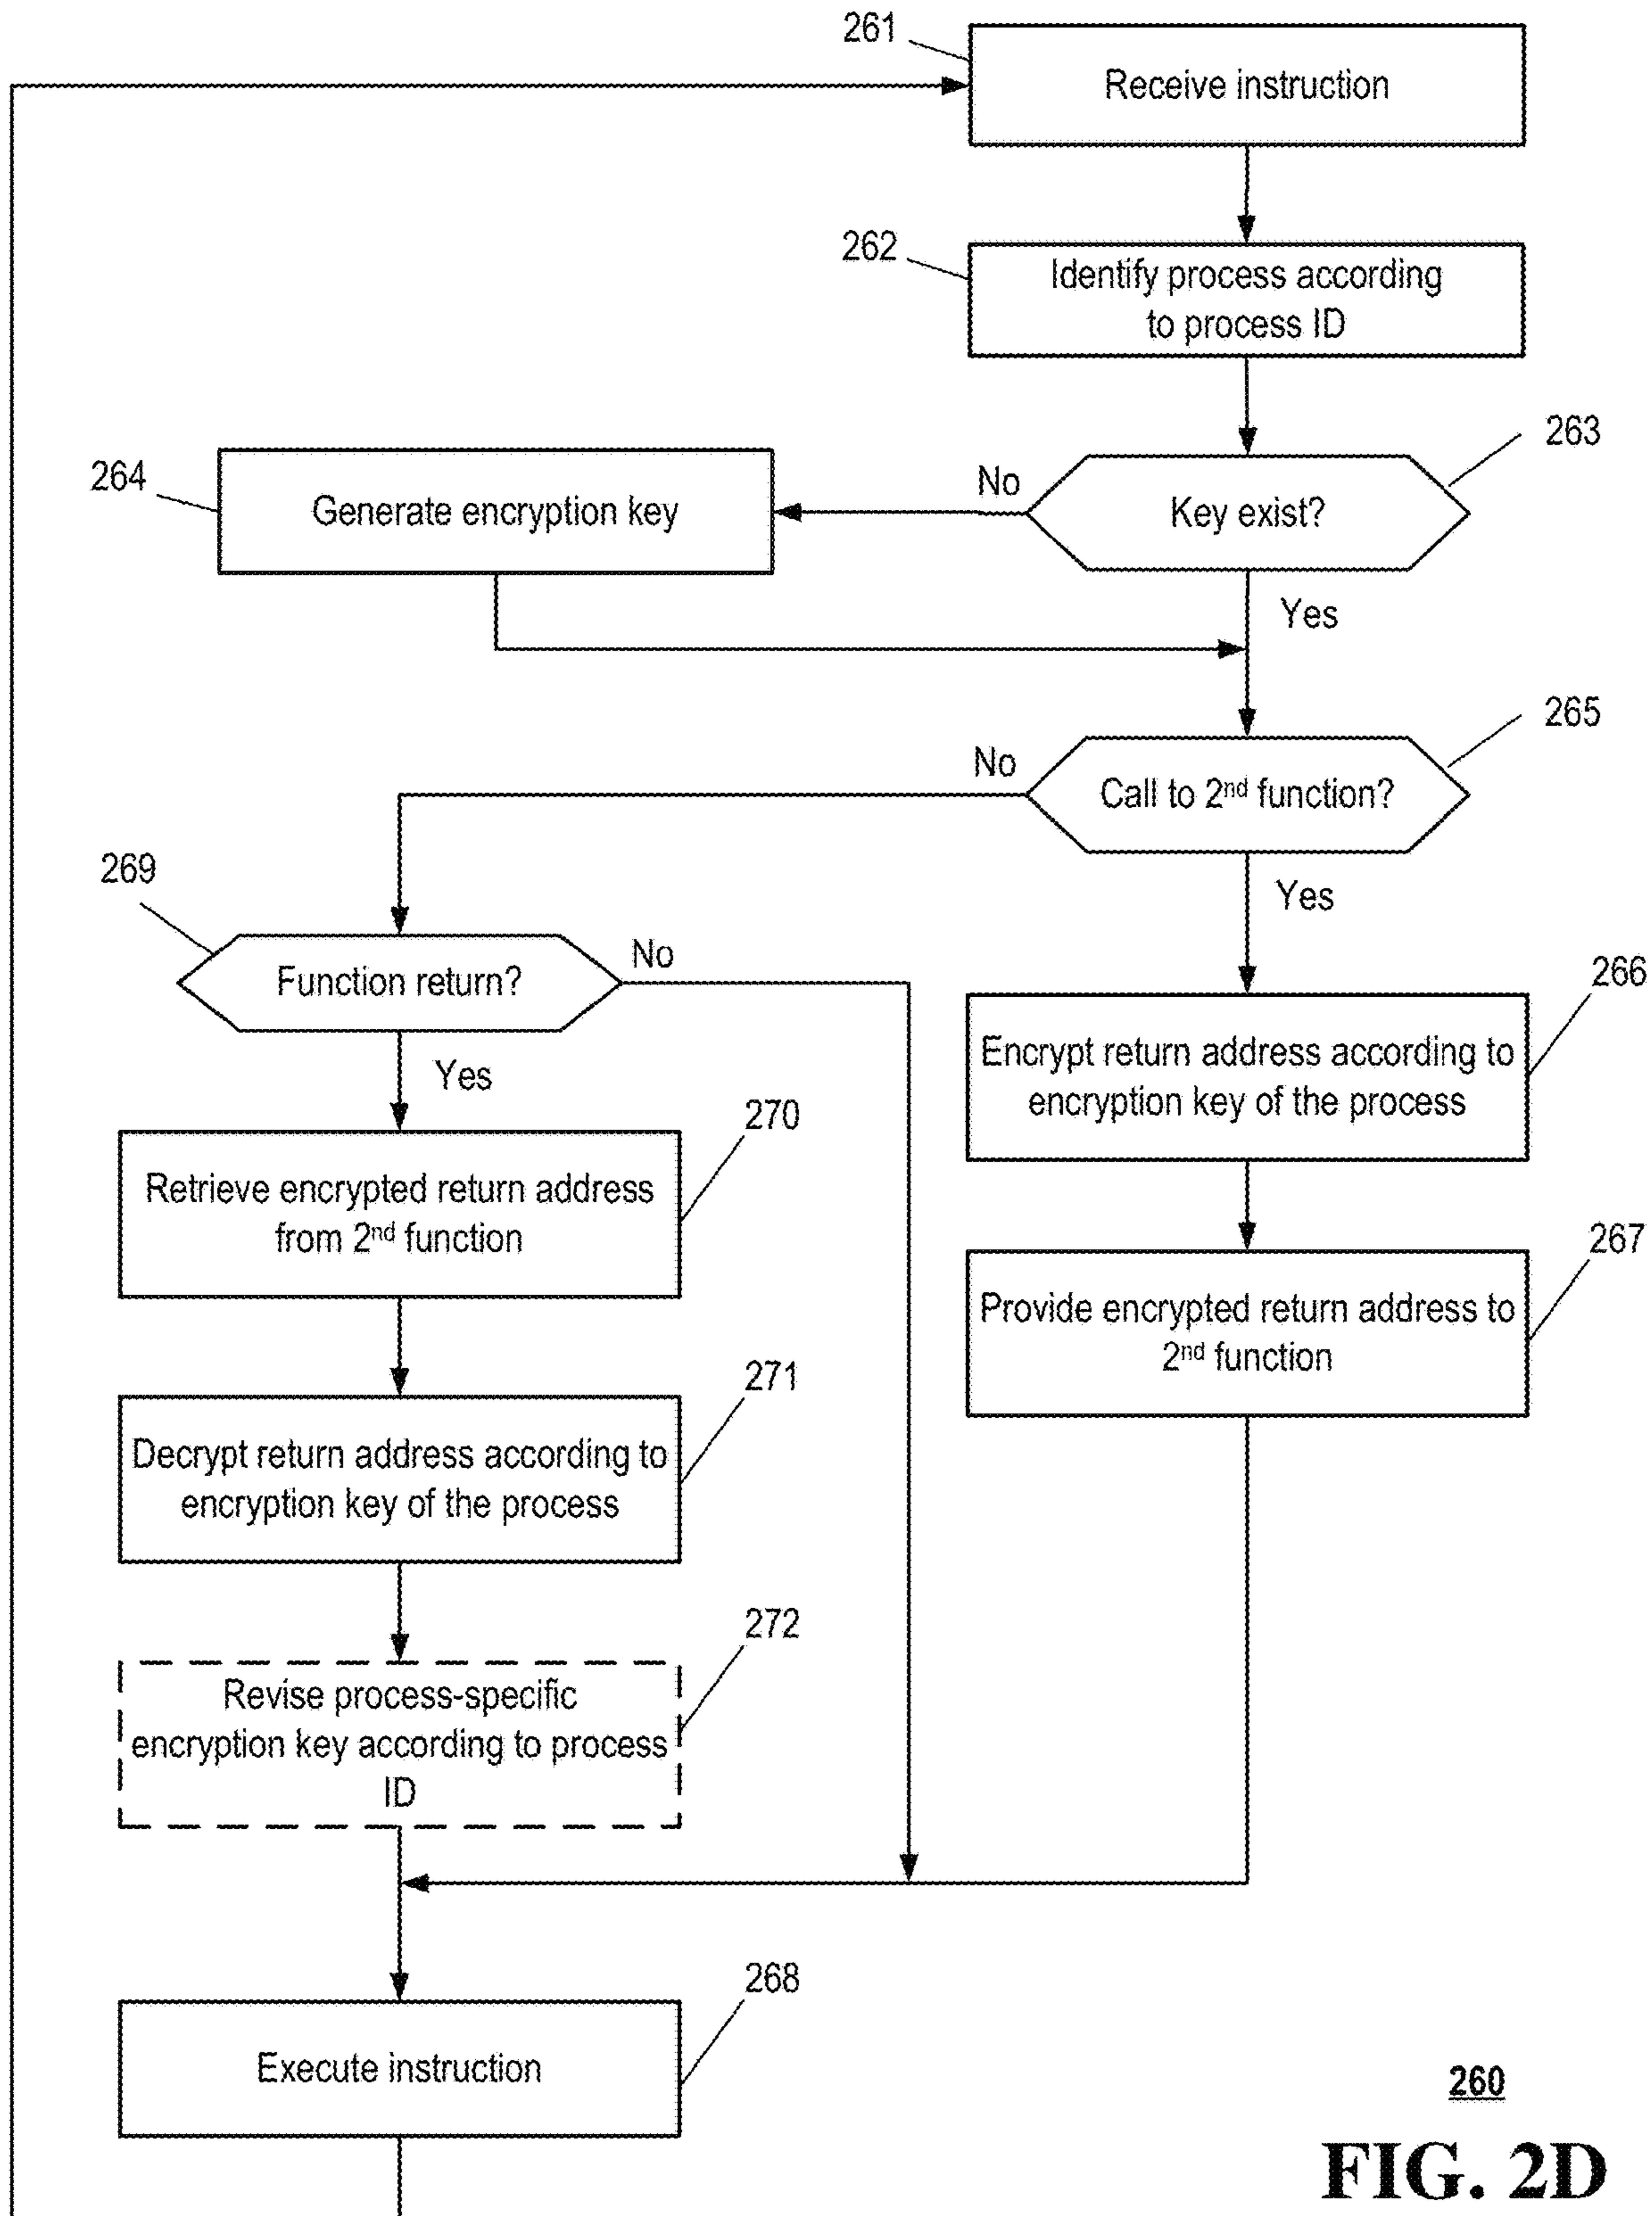 261
Receive instruction
262
Identify process according
to process ID
263
Key exist?
No
Yes
264
Generate encryption key
265
Call to 2nd function?
No
Yes
269
Function return?
No
Yes
266
Encrypt return address according to
encryption key of the process
270
Retrieve encrypted return address
from 2nd function
267
Provide encrypted return address to
2nd function
271
Decrypt return address according to
encryption key of the process
272
Revise process-specific
encryption key according to process
ID
268
Execute instruction
260
FIG. 2D